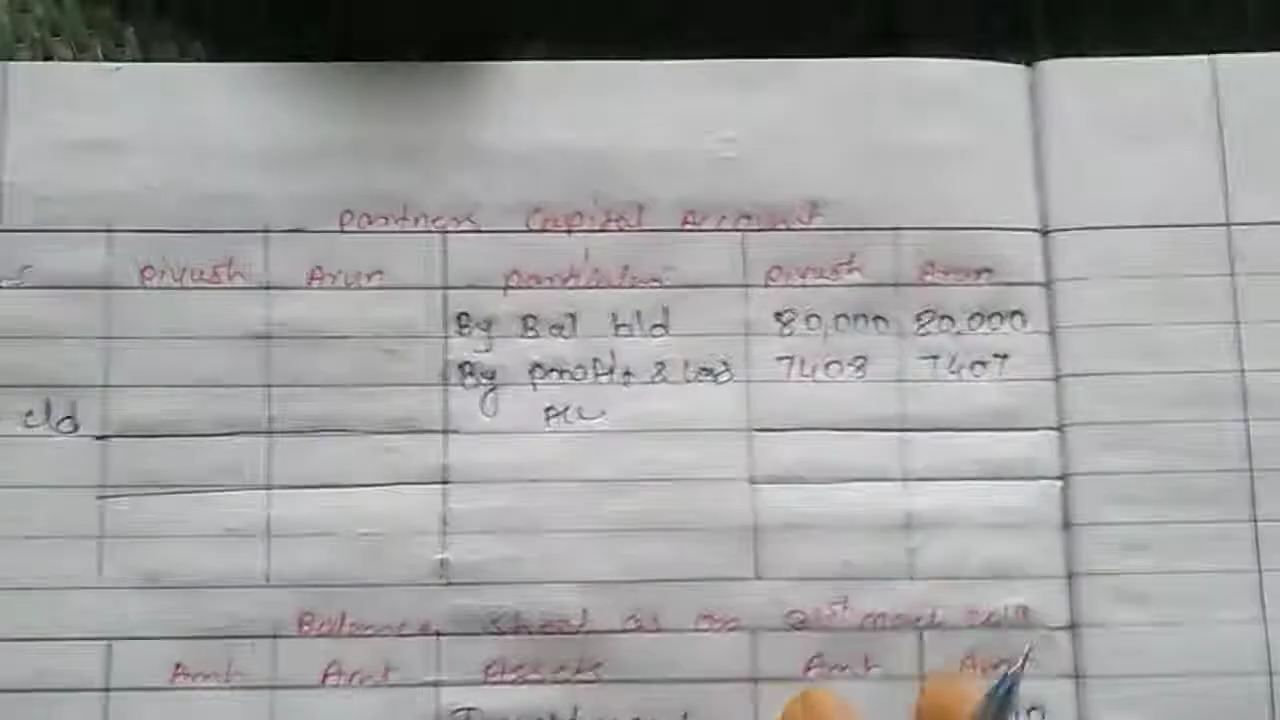 Partners Capital Account
Piyush Arun Particulars Piyush Arun
By Bal b/d 80,000 80,000
By Profit & Loss 7408 7407
A/c
c/d
Balance Sheet as on 31st
Amt Amt Assets Amt Amt